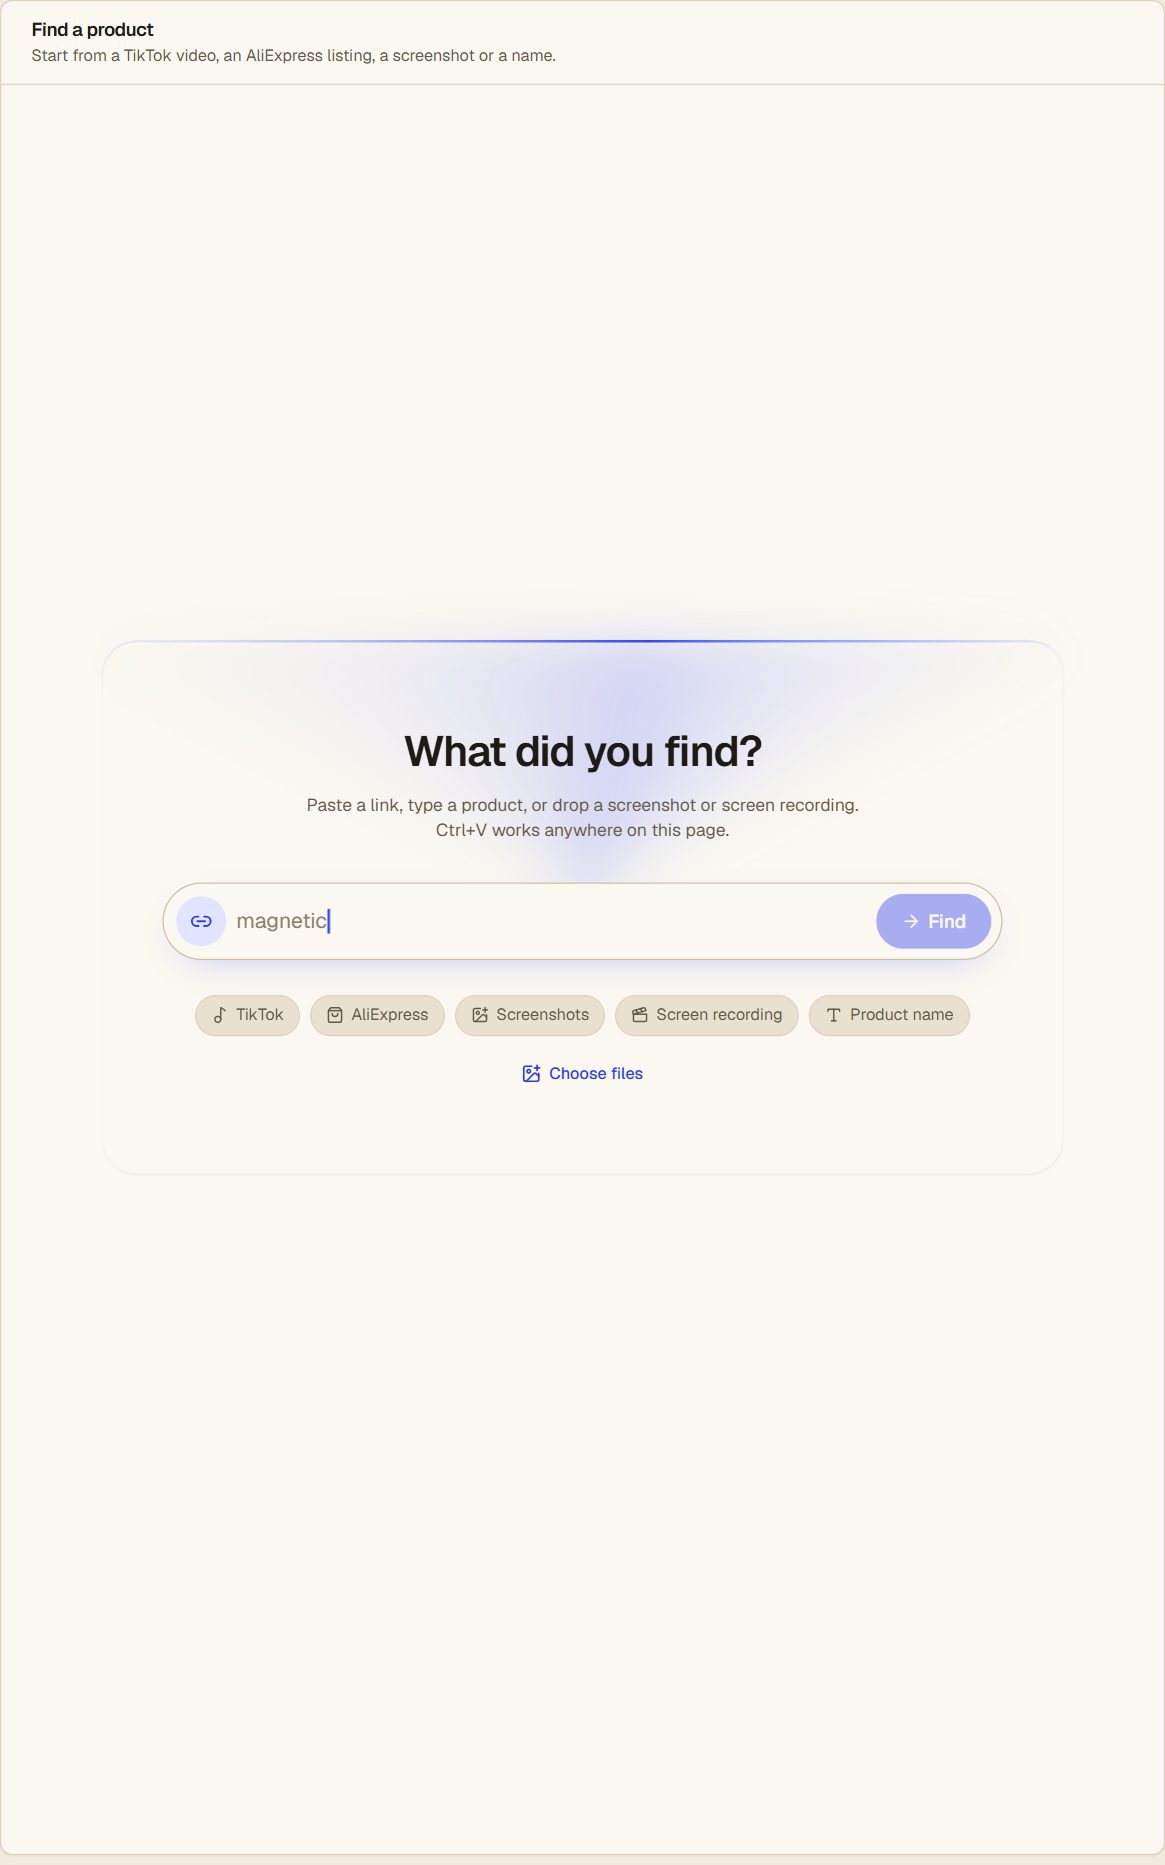 Find a product
Start from a TikTok video, an AliExpress listing, a screenshot or a name.
What did you find?
Paste a link, type a product, or drop a screenshot or screen recording.
Ctrl+V works anywhere on this page.
magnetic
Find
TikTok
AliExpress
Screenshots
Screen recording
Product name
Choose files